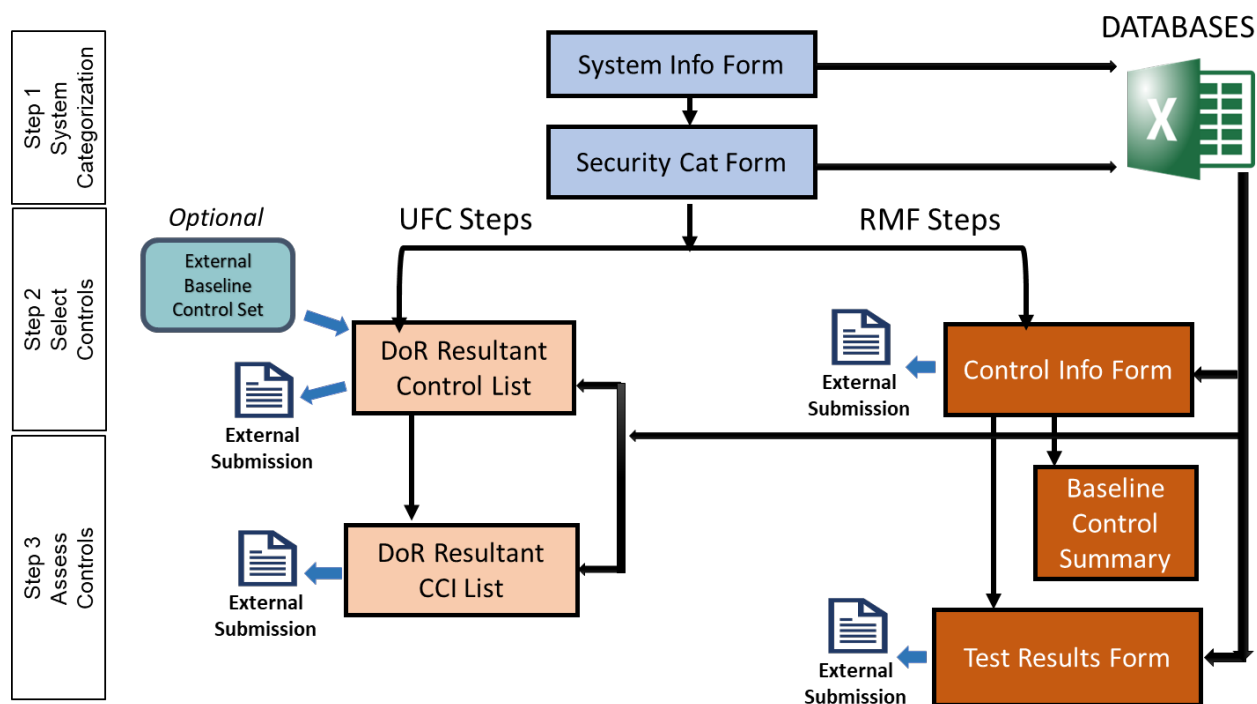 DATABASES
Step 1
System
Categorization
System Info Form
X
Security Cat Form
Step 2
Select
Controls
Optional
UFC Steps
RMF Steps
External
Baseline
Control Set
DoR Resultant
Control List
External
Submission
Control Info Form
External
Submission
Step 3
Assess
Controls
Baseline
Control
Summary
DoR Resultant
CCI List
External
Submission
Test Results Form
External
Submission